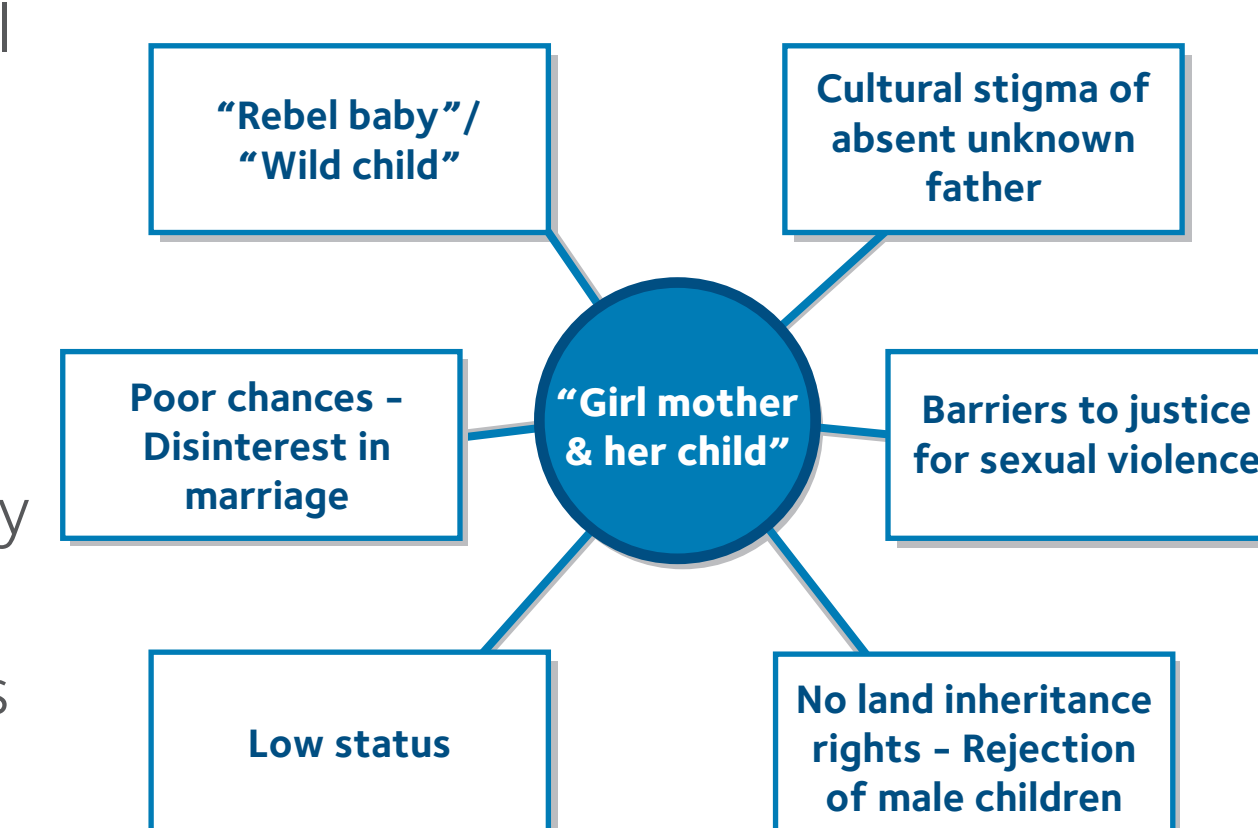 “Rebel baby”/
“Wild child”
Cultural stigma of
absent unknown
father
Poor chances –
Disinterest in
marriage
“Girl mother
& her child”
Barriers to justice
for sexual violence
Low status
No land inheritance
rights – Rejection
of male children